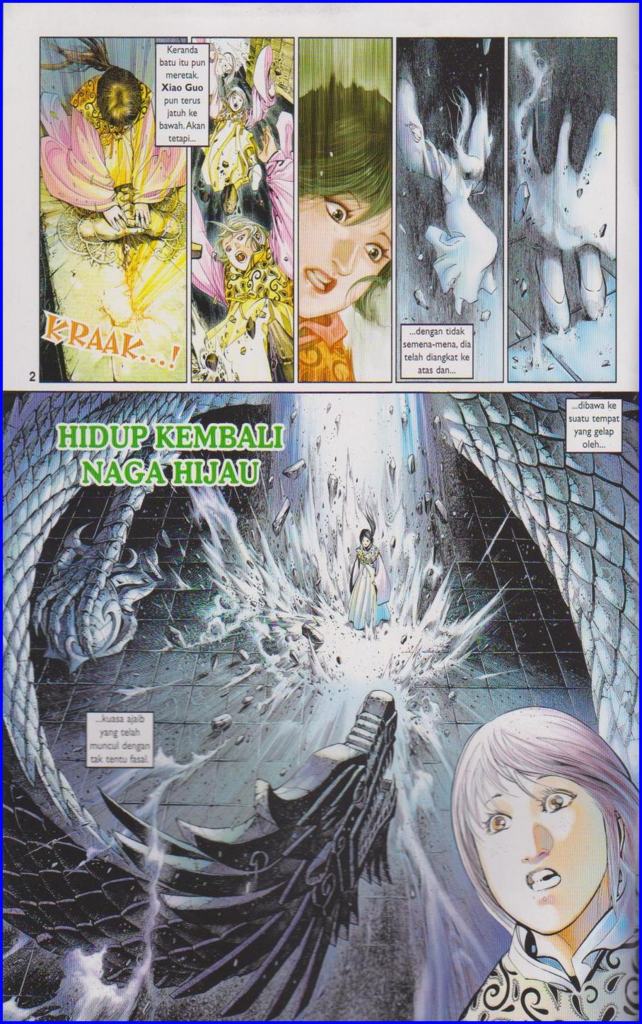 Keranda
batu itu pun
meretak.
Xiao Guo
pun terus
jatuh ke
bawah. Akan
tetapi...
KRAAK...!
...dengan tidak
semena-mena, dia
telah diangkat ke
atas dan...
2
...dibawa ke
suatu tempat
yang gelap
oleh...
HIDUP KEMBALI
NAGA HIJAU
...kuasa ajaib
yang telah
muncul dengan
tak tentu fasal.